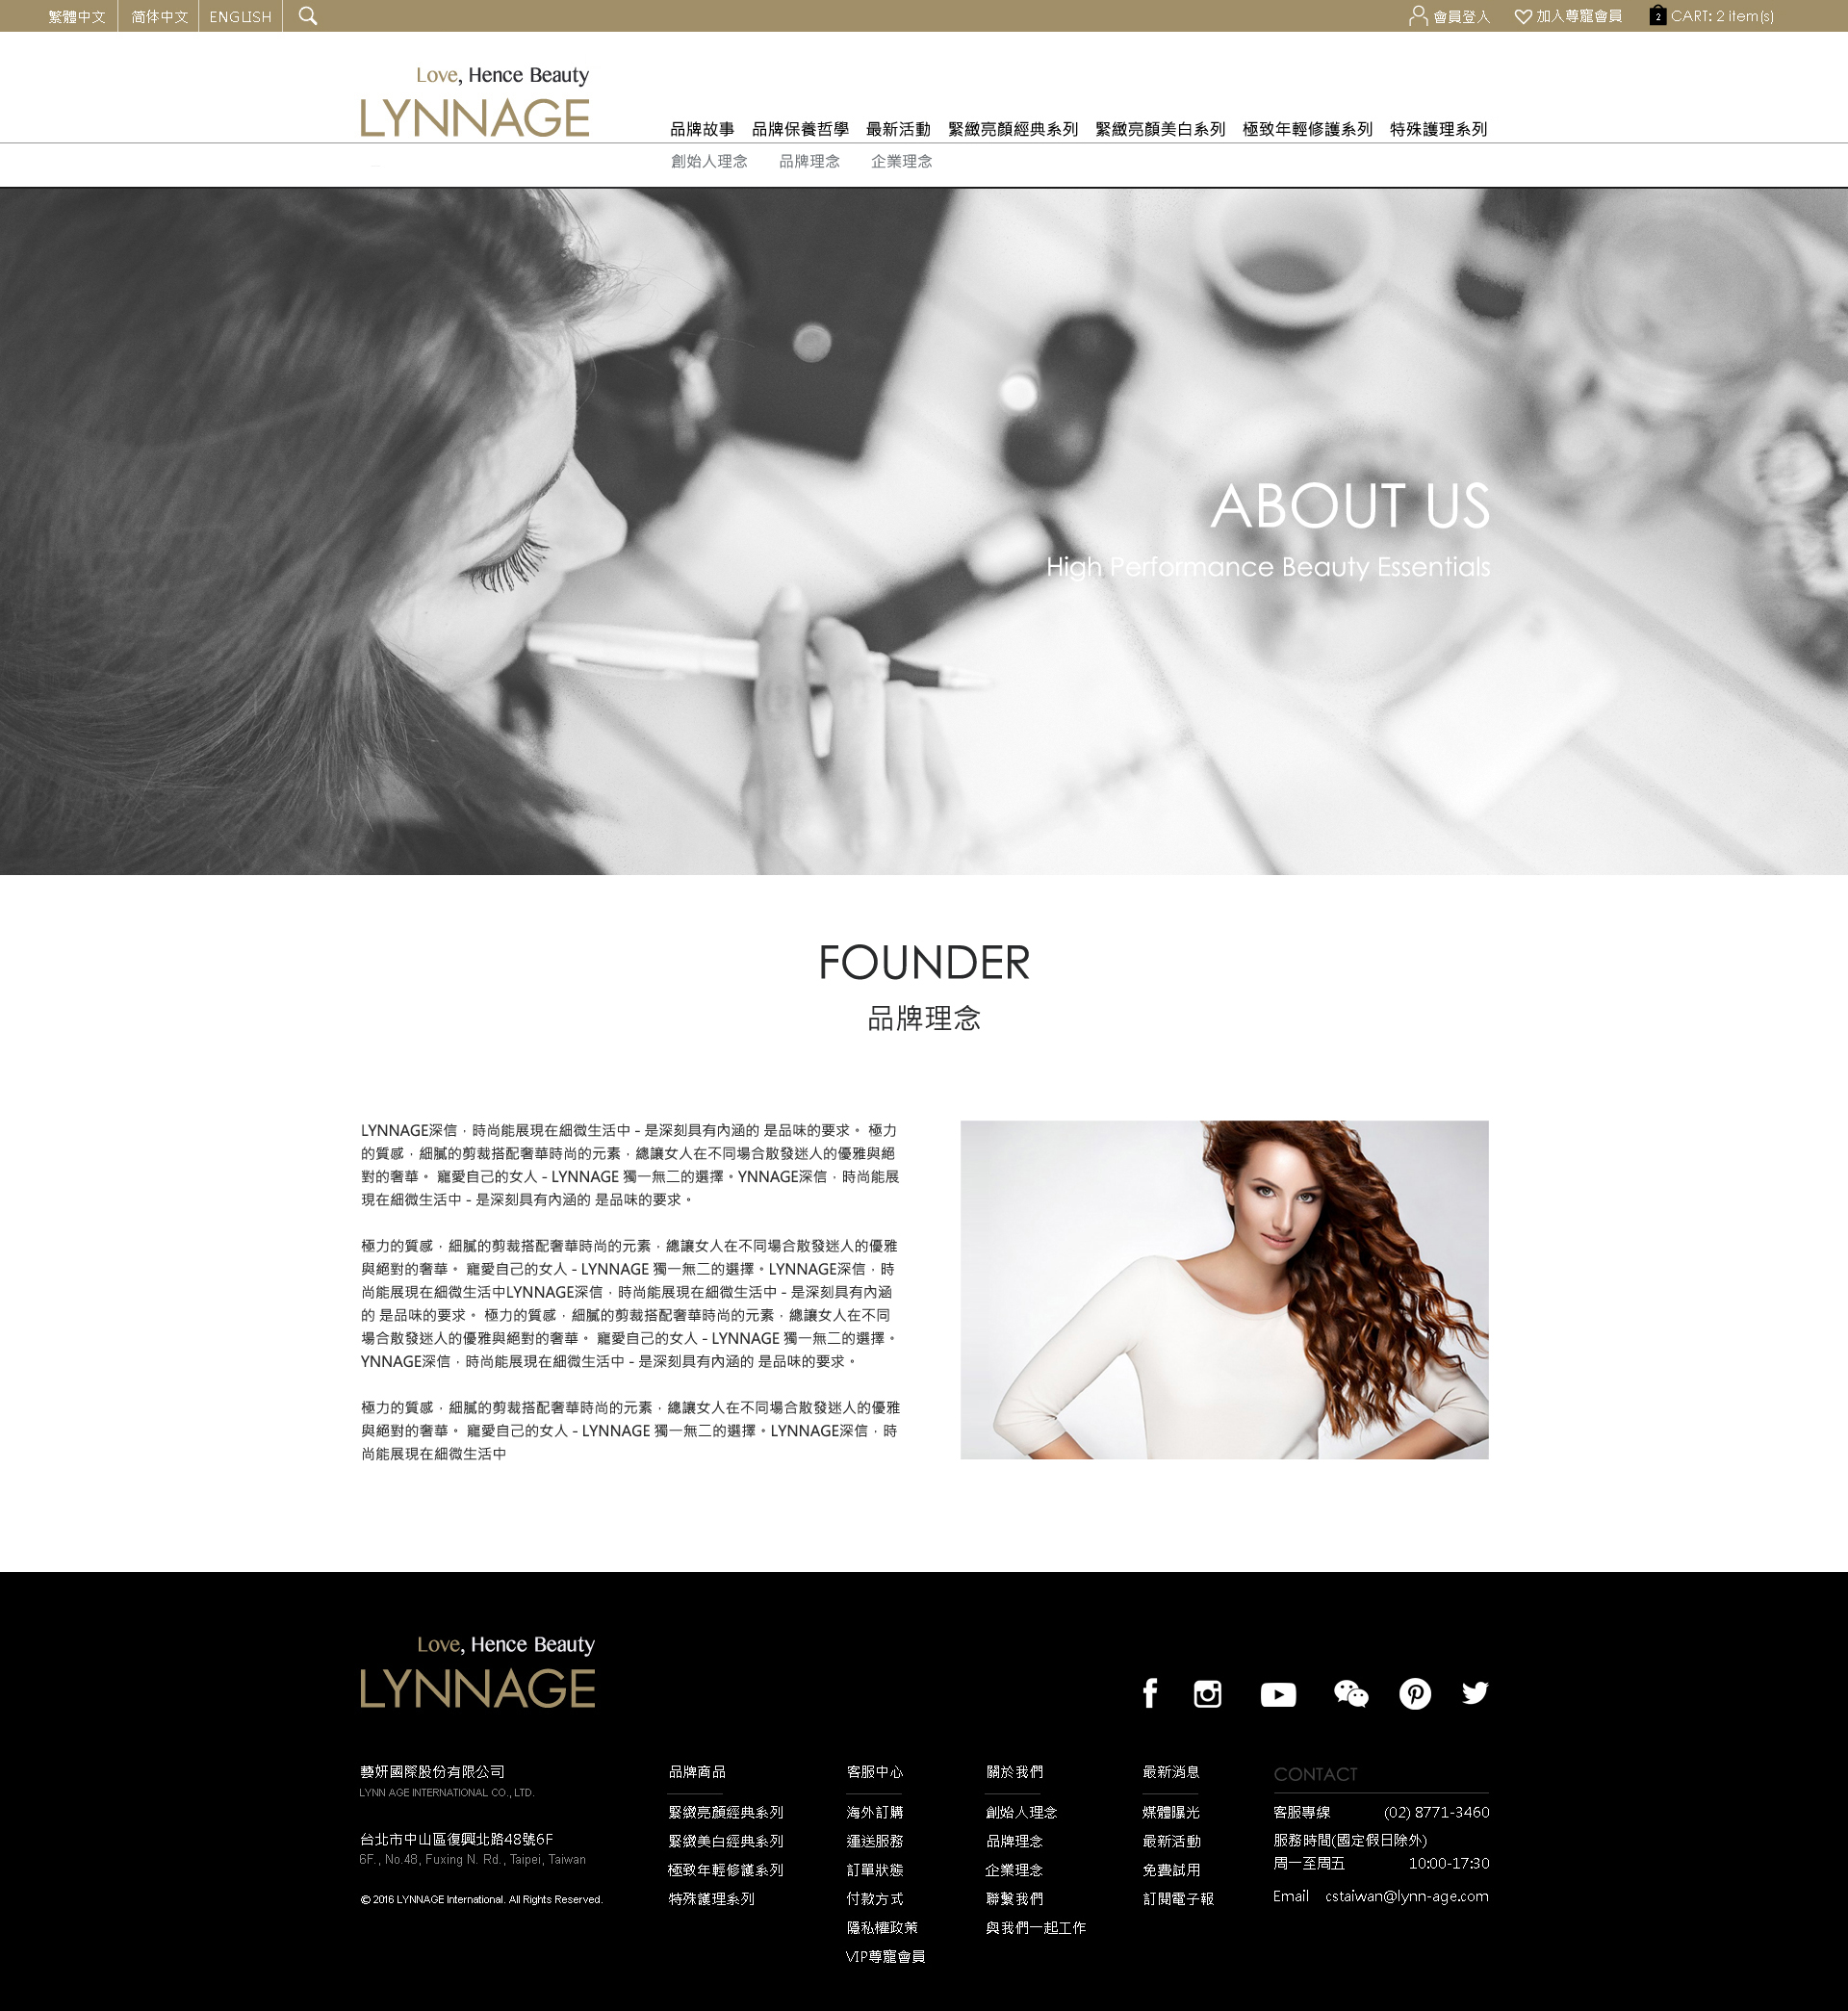 繁體中文 简体中文 ENGLISH
會員登入 加入尊寵會員 2 CART: 2 item(s)
Love, Hence Beauty
LYNNAGE
品牌故事 品牌保養哲學 最新活動 緊緻亮顏經典系列 緊緻亮顏美白系列 極致年輕修護系列 特殊護理系列
創始人理念 品牌理念 企業理念
ABOUT US
High Performance Beauty Essentials
FOUNDER
品牌理念
LYNNAGE深信，時尚能展現在細微生活中 - 是深刻具有內涵的 是品味的要求。 極力
的質感，細膩的剪裁搭配奢華時尚的元素，總讓女人在不同場合散發迷人的優雅與絕
對的奢華。 寵愛自己的女人 - LYNNAGE 獨一無二的選擇。YNNAGE深信，時尚能展
現在細微生活中 - 是深刻具有內涵的 是品味的要求。
極力的質感，細膩的剪裁搭配奢華時尚的元素，總讓女人在不同場合散發迷人的優雅
與絕對的奢華。 寵愛自己的女人 - LYNNAGE 獨一無二的選擇。LYNNAGE深信，時
尚能展現在細微生活中LYNNAGE深信，時尚能展現在細微生活中 - 是深刻具有內涵
的 是品味的要求。 極力的質感，細膩的剪裁搭配奢華時尚的元素，總讓女人在不同
場合散發迷人的優雅與絕對的奢華。 寵愛自己的女人 - LYNNAGE 獨一無二的選擇。
YNNAGE深信，時尚能展現在細微生活中 - 是深刻具有內涵的 是品味的要求。
極力的質感，細膩的剪裁搭配奢華時尚的元素，總讓女人在不同場合散發迷人的優雅
與絕對的奢華。 寵愛自己的女人 - LYNNAGE 獨一無二的選擇。LYNNAGE深信，時
尚能展現在細微生活中
Love, Hence Beauty
LYNNAGE
藝妍國際股份有限公司
LYNN AGE INTERNATIONAL CO., LTD.
台北市中山區復興北路48號6F
6F., No.48, Fuxing N. Rd., Taipei, Taiwan
© 2016 LYNNAGE International. All Rights Reserved.
品牌商品
緊緻亮顏經典系列
緊緻美白經典系列
極致年輕修護系列
特殊護理系列
客服中心
海外訂購
運送服務
訂單狀態
付款方式
隱私權政策
VIP尊寵會員
關於我們
創始人理念
品牌理念
企業理念
聯繫我們
與我們一起工作
最新消息
媒體曝光
最新活動
免費試用
訂閱電子報
CONTACT
客服專線 (02) 8771-3460
服務時間(國定假日除外)
周一至周五 10:00-17:30
Email cstaiwan@lynn-age.com